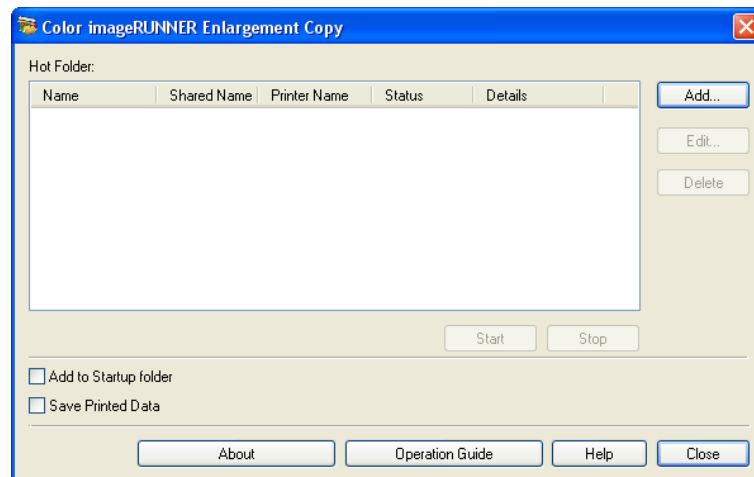 Color imageRUNNER Enlargement Copy
Hot Folder:
Name Shared Name Printer Name Status Details
Add...
Edit...
Delete
Start Stop
Add to Startup folder
Save Printed Data
About Operation Guide Help Close